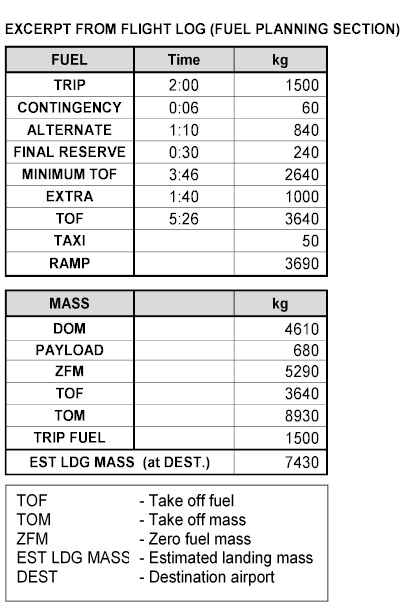 EXCERPT FROM FLIGHT LOG (FUEL PLANNING SECTION)
FUEL Time kg
TRIP 2:00 1500
CONTINGENCY 0:06 60
ALTERNATE 1:10 840
FINAL RESERVE 0:30 240
MINIMUM TOF 3:46 2640
EXTRA 1:40 1000
TOF 5:26 3640
TAXI 50
RAMP 3690
MASS kg
DOM 4610
PAYLOAD 680
ZFM 5290
TOF 3640
TOM 8930
TRIP FUEL 1500
EST LDG MASS (at DEST.) 7430
TOF - Take off fuel
TOM - Take off mass
ZFM - Zero fuel mass
EST LDG MASS - Estimated landing mass
DEST - Destination airport